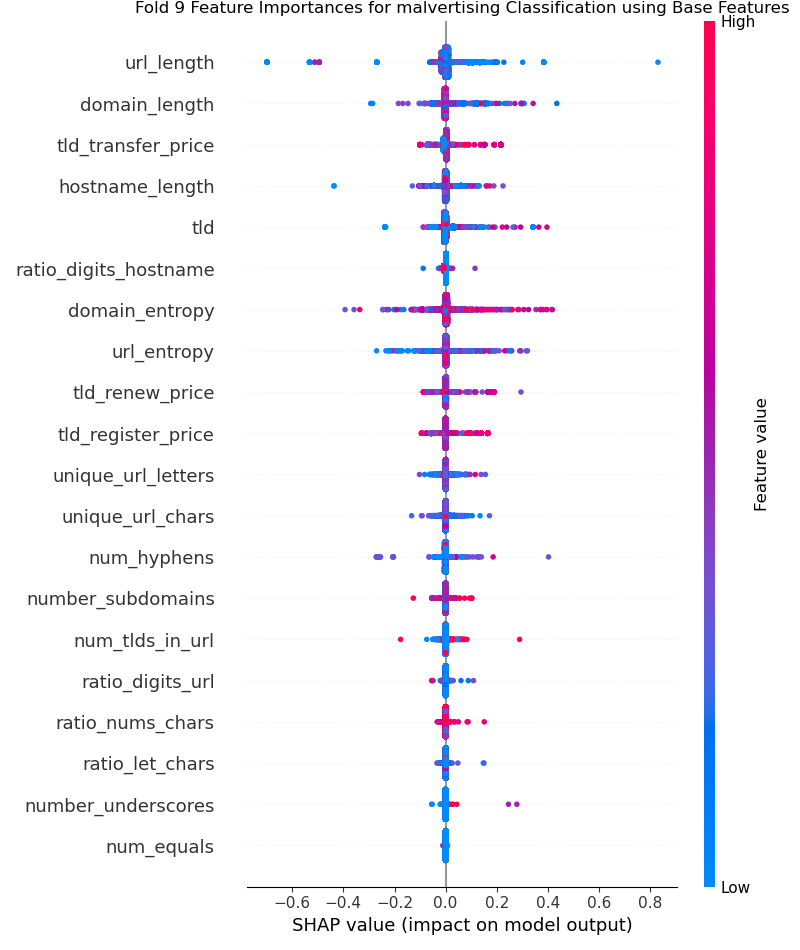 Fold 9 Feature Importances for malvertising Classification using Base Features
High
url_length
domain_length
tld_transfer_price
hostname_length
tld
ratio_digits_hostname
domain_entropy
url_entropy
tld_renew_price
tld_register_price
unique_url_letters
unique_url_chars
num_hyphens
number_subdomains
num_tlds_in_url
ratio_digits_url
ratio_nums_chars
ratio_let_chars
number_underscores
num_equals
Feature value
Low
−0.6 −0.4 −0.2 0.0 0.2 0.4 0.6 0.8
SHAP value (impact on model output)